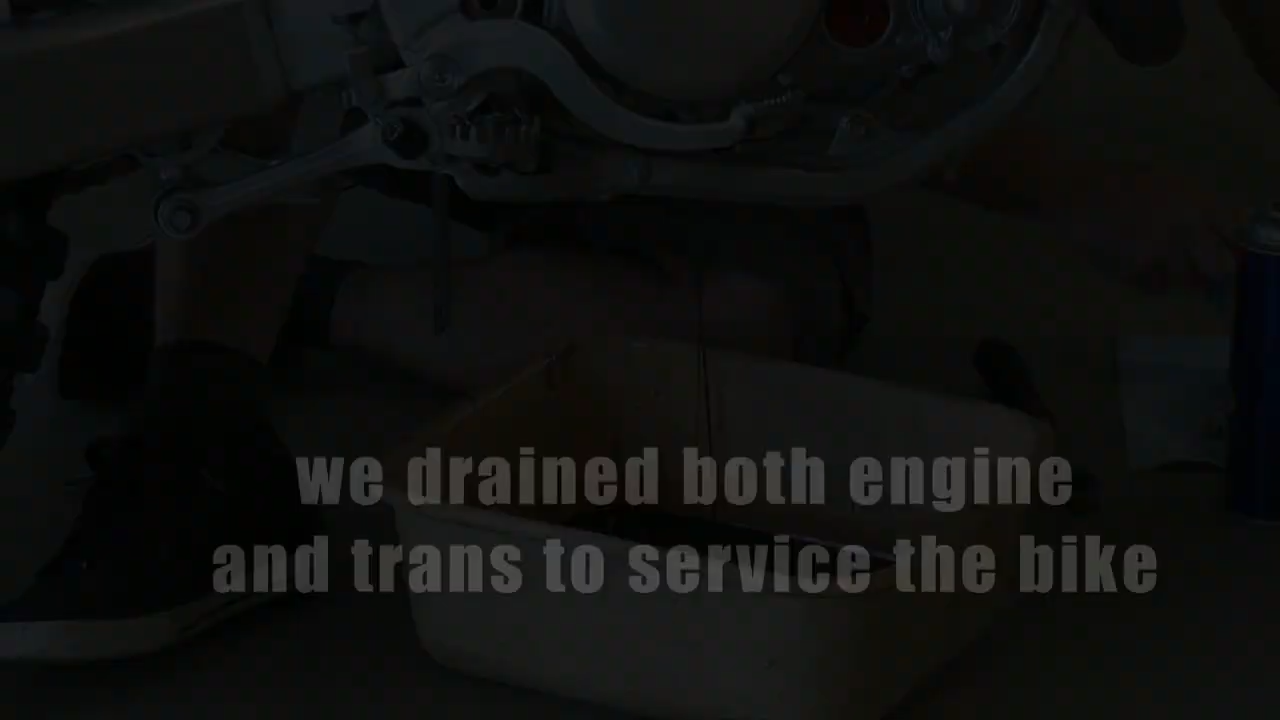 we drained both engine
and trans to service the bike